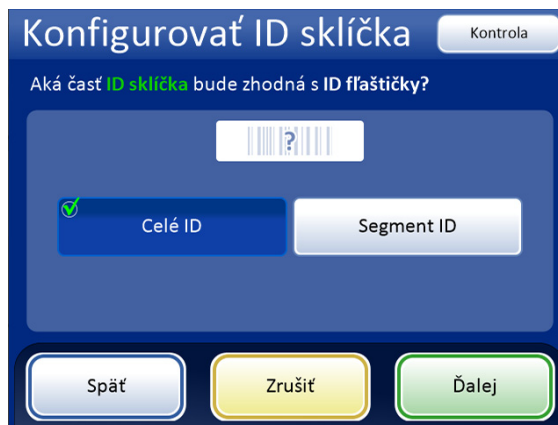 Konfigurovať ID sklíčka
Kontrola
Aká časť ID sklíčka bude zhodná s ID fľaštičky?
?
Celé ID
Segment ID
Späť
Zrušiť
Ďalej